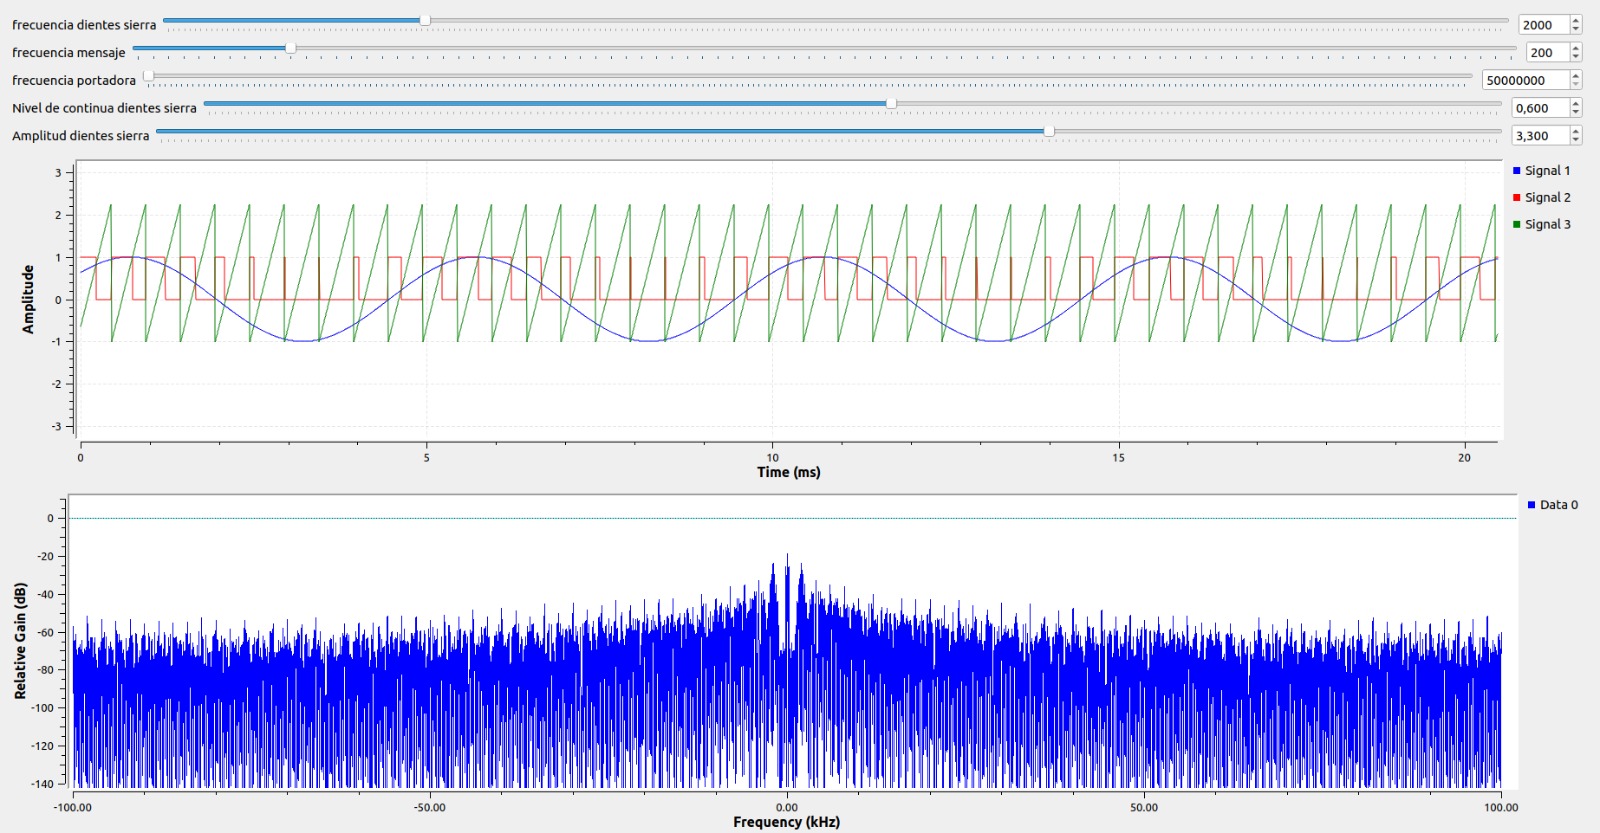 frecuencia dientes sierra 2000
frecuencia mensaje 200
frecuencia portadora 50000000
Nivel de continua dientes sierra 0,600
Amplitud dientes sierra 3,300
Signal 1
Signal 2
Signal 3
Amplitude
3
2
1
0
-1
-2
-3
0 5 10 15 20
Time (ms)
Data 0
Relative Gain (dB)
0
-20
-40
-60
-80
-100
-120
-140
-100.00 -50.00 0.00 50.00 100.00
Frequency (kHz)